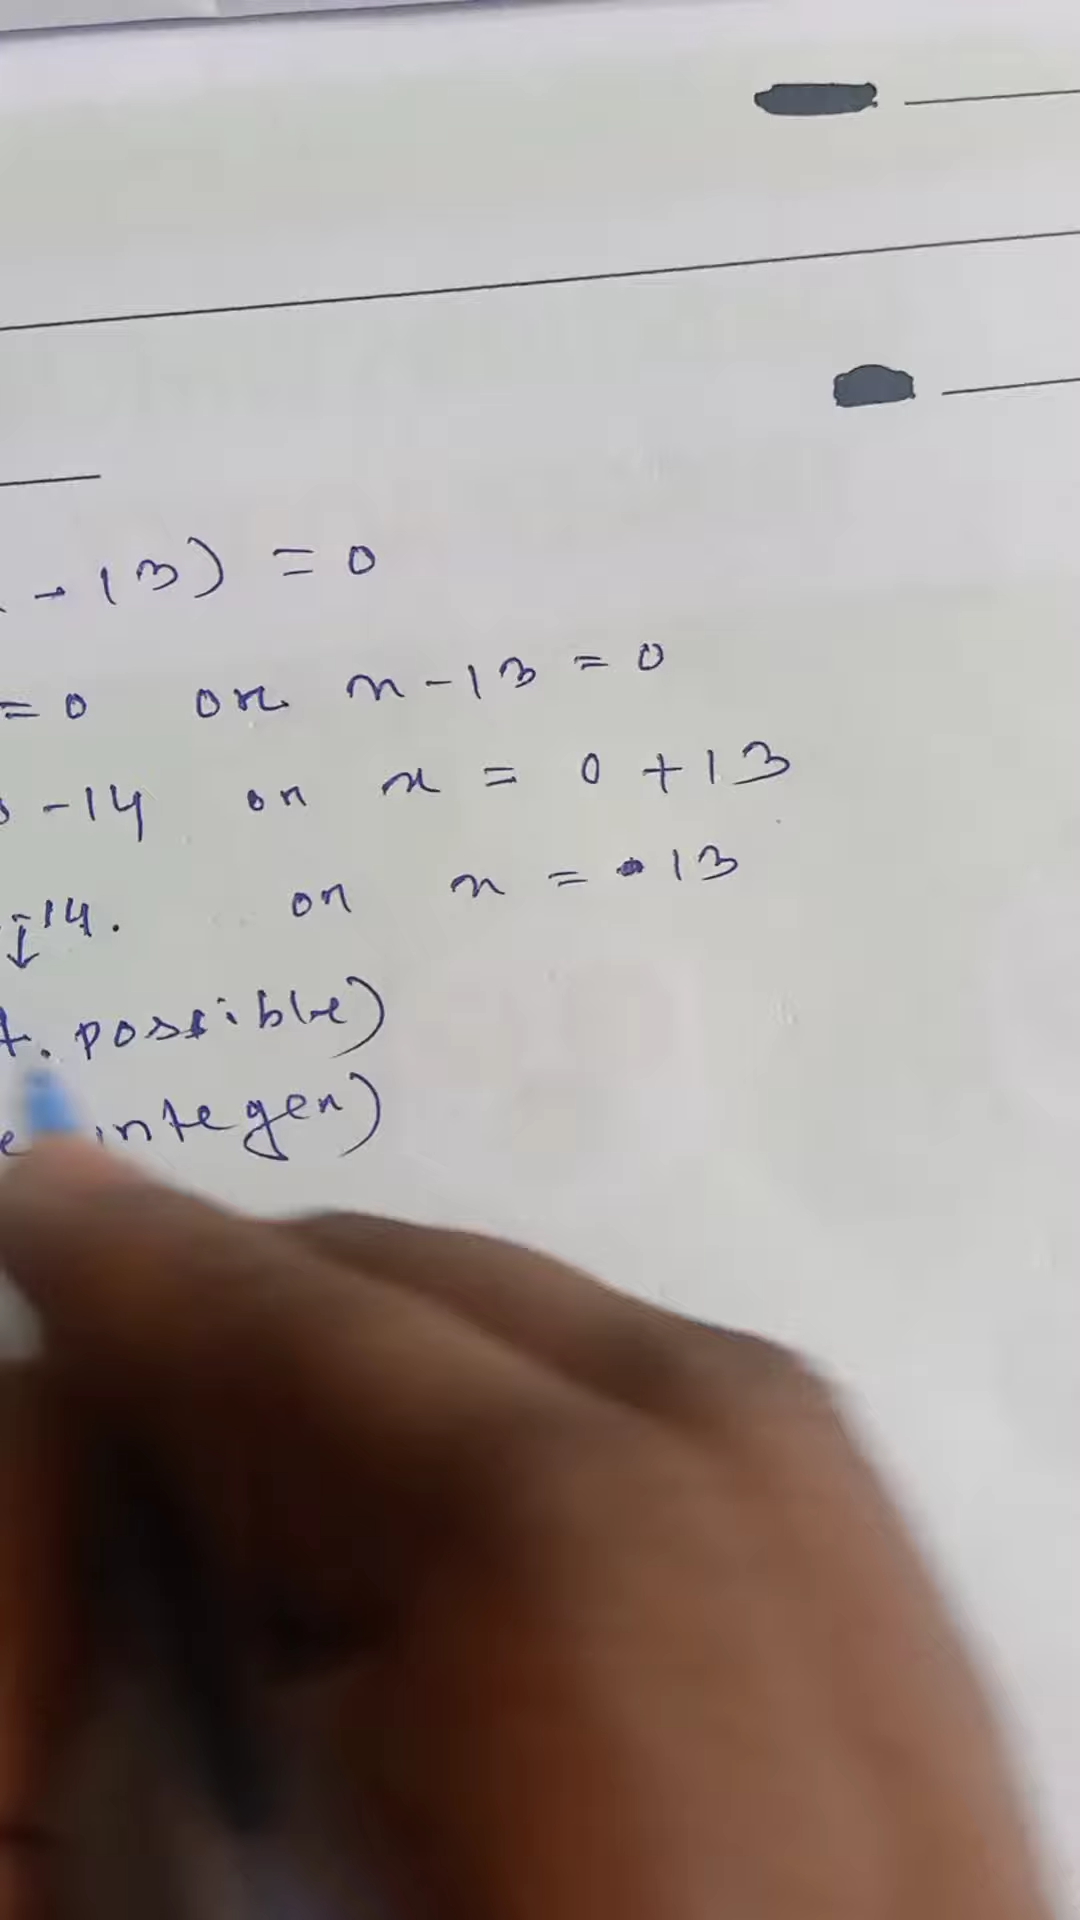 - 13) = 0
= 0 or x - 13 = 0
-14 or x = 0 + 13
-14. or x = 13
possible)
integer)